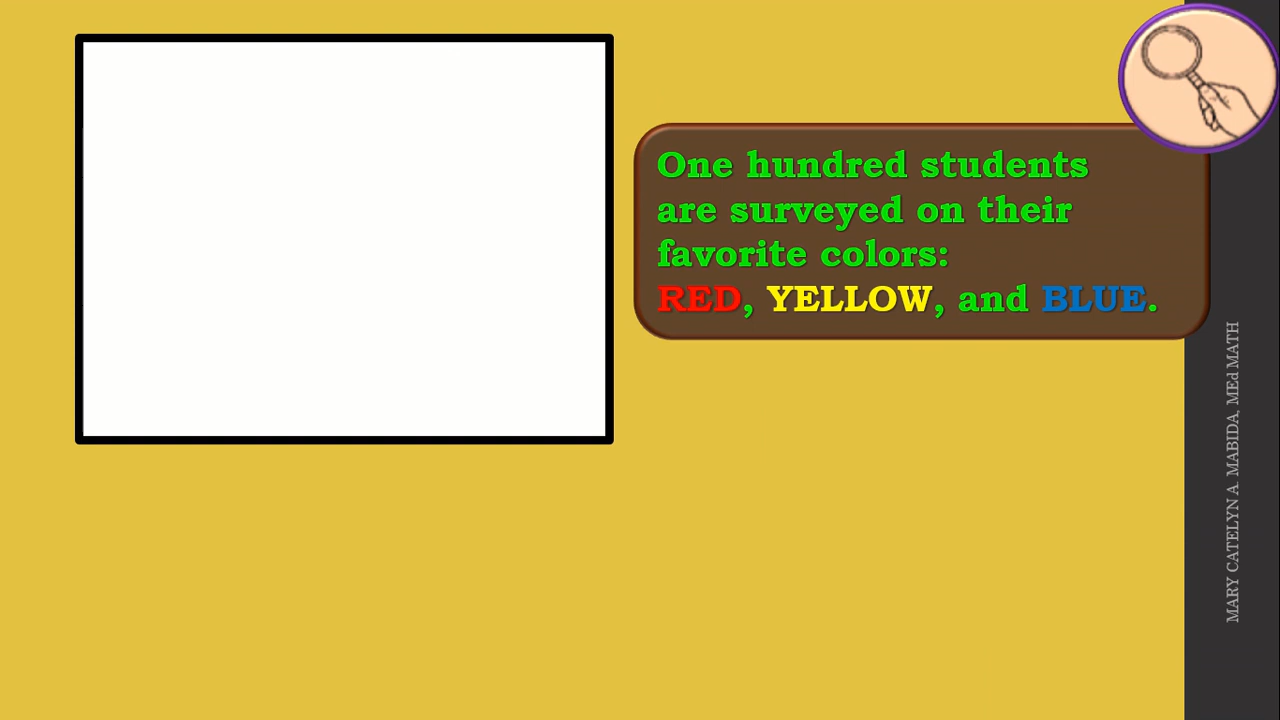 One hundred students
are surveyed on their
favorite colors:
RED, YELLOW, and BLUE.
MARY CATELYN A. MABIDA, MEd MATH